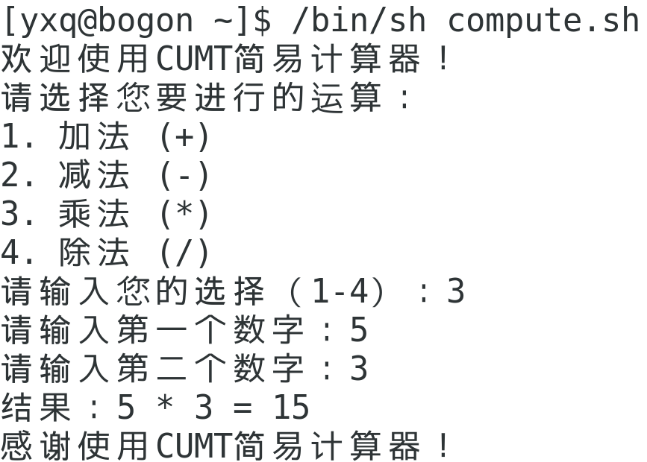 [yxq@bogon ~]$ /bin/sh compute.sh
欢迎使用CUMT简易计算器！
请选择您要进行的运算：
1. 加法 (+)
2. 减法 (-)
3. 乘法 (*)
4. 除法 (/)
请输入您的选择（1-4）：3
请输入第一个数字：5
请输入第二个数字：3
结果：5 * 3 = 15
感谢使用CUMT简易计算器！